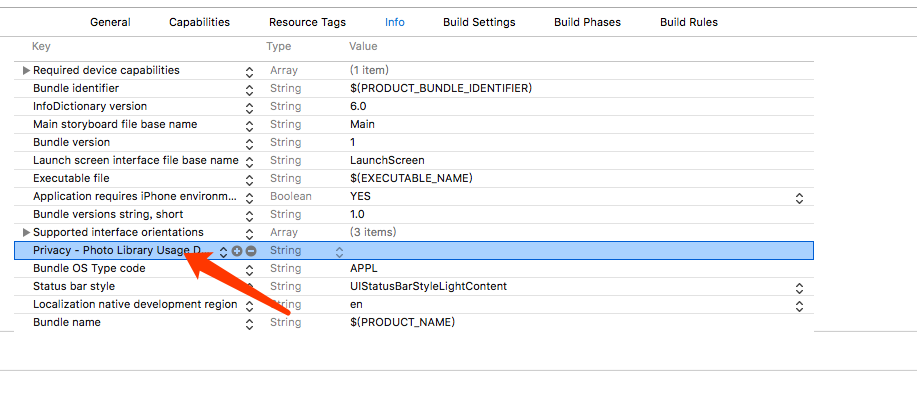 General Capabilities Resource Tags Info Build Settings Build Phases Build Rules
Key Type Value
Required device capabilities Array (1 item)
Bundle identifier String $(PRODUCT_BUNDLE_IDENTIFIER)
InfoDictionary version String 6.0
Main storyboard file base name String Main
Bundle version String 1
Launch screen interface file base name String LaunchScreen
Executable file String $(EXECUTABLE_NAME)
Application requires iPhone environm... Boolean YES
Bundle versions string, short String 1.0
Supported interface orientations Array (3 items)
Privacy - Photo Library Usage D String
Bundle OS Type code String APPL
Status bar style String UIStatusBarStyleLightContent
Localization native development region String en
Bundle name String $(PRODUCT_NAME)